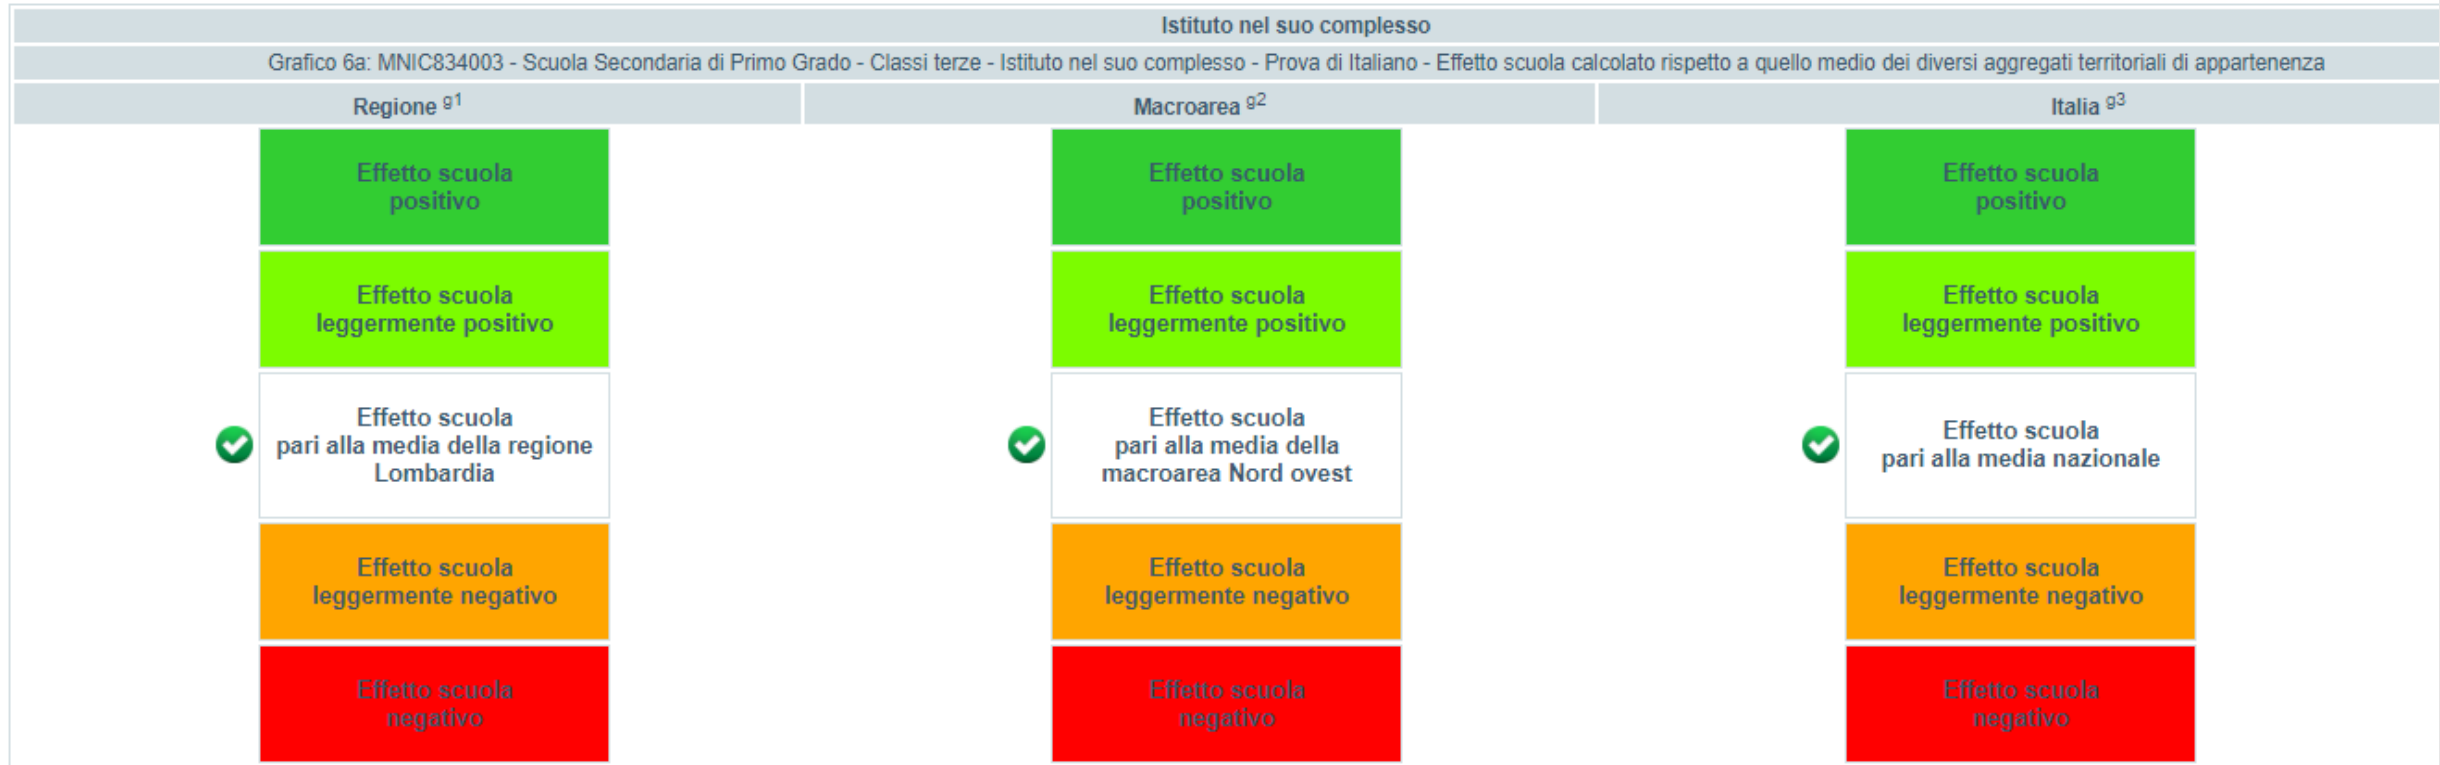 Istituto nel suo complesso
Grafico 6a: MNIC834003 - Scuola Secondaria di Primo Grado - Classi terze - Istituto nel suo complesso - Prova di Italiano - Effetto scuola calcolato rispetto a quello medio dei diversi aggregati territoriali di appartenenza
Regione g1
Macroarea g2
Italia g3
Effetto scuola
positivo
Effetto scuola
positivo
Effetto scuola
positivo
Effetto scuola
leggermente positivo
Effetto scuola
leggermente positivo
Effetto scuola
leggermente positivo
Effetto scuola
pari alla media della regione
Lombardia
Effetto scuola
pari alla media della
macroarea Nord ovest
Effetto scuola
pari alla media nazionale
Effetto scuola
leggermente negativo
Effetto scuola
leggermente negativo
Effetto scuola
leggermente negativo
Effetto scuola
negativo
Effetto scuola
negativo
Effetto scuola
negativo